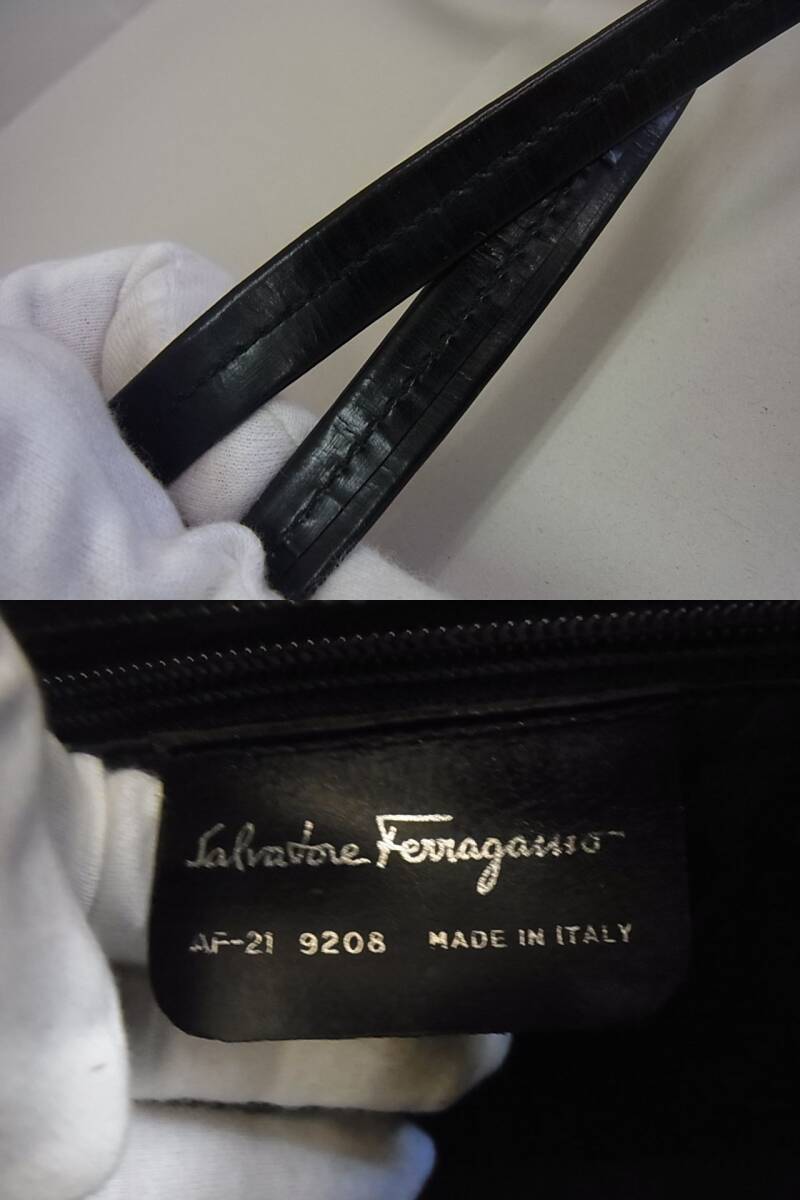 Salvatore Ferragamo
AF-21 9208 MADE IN ITALY